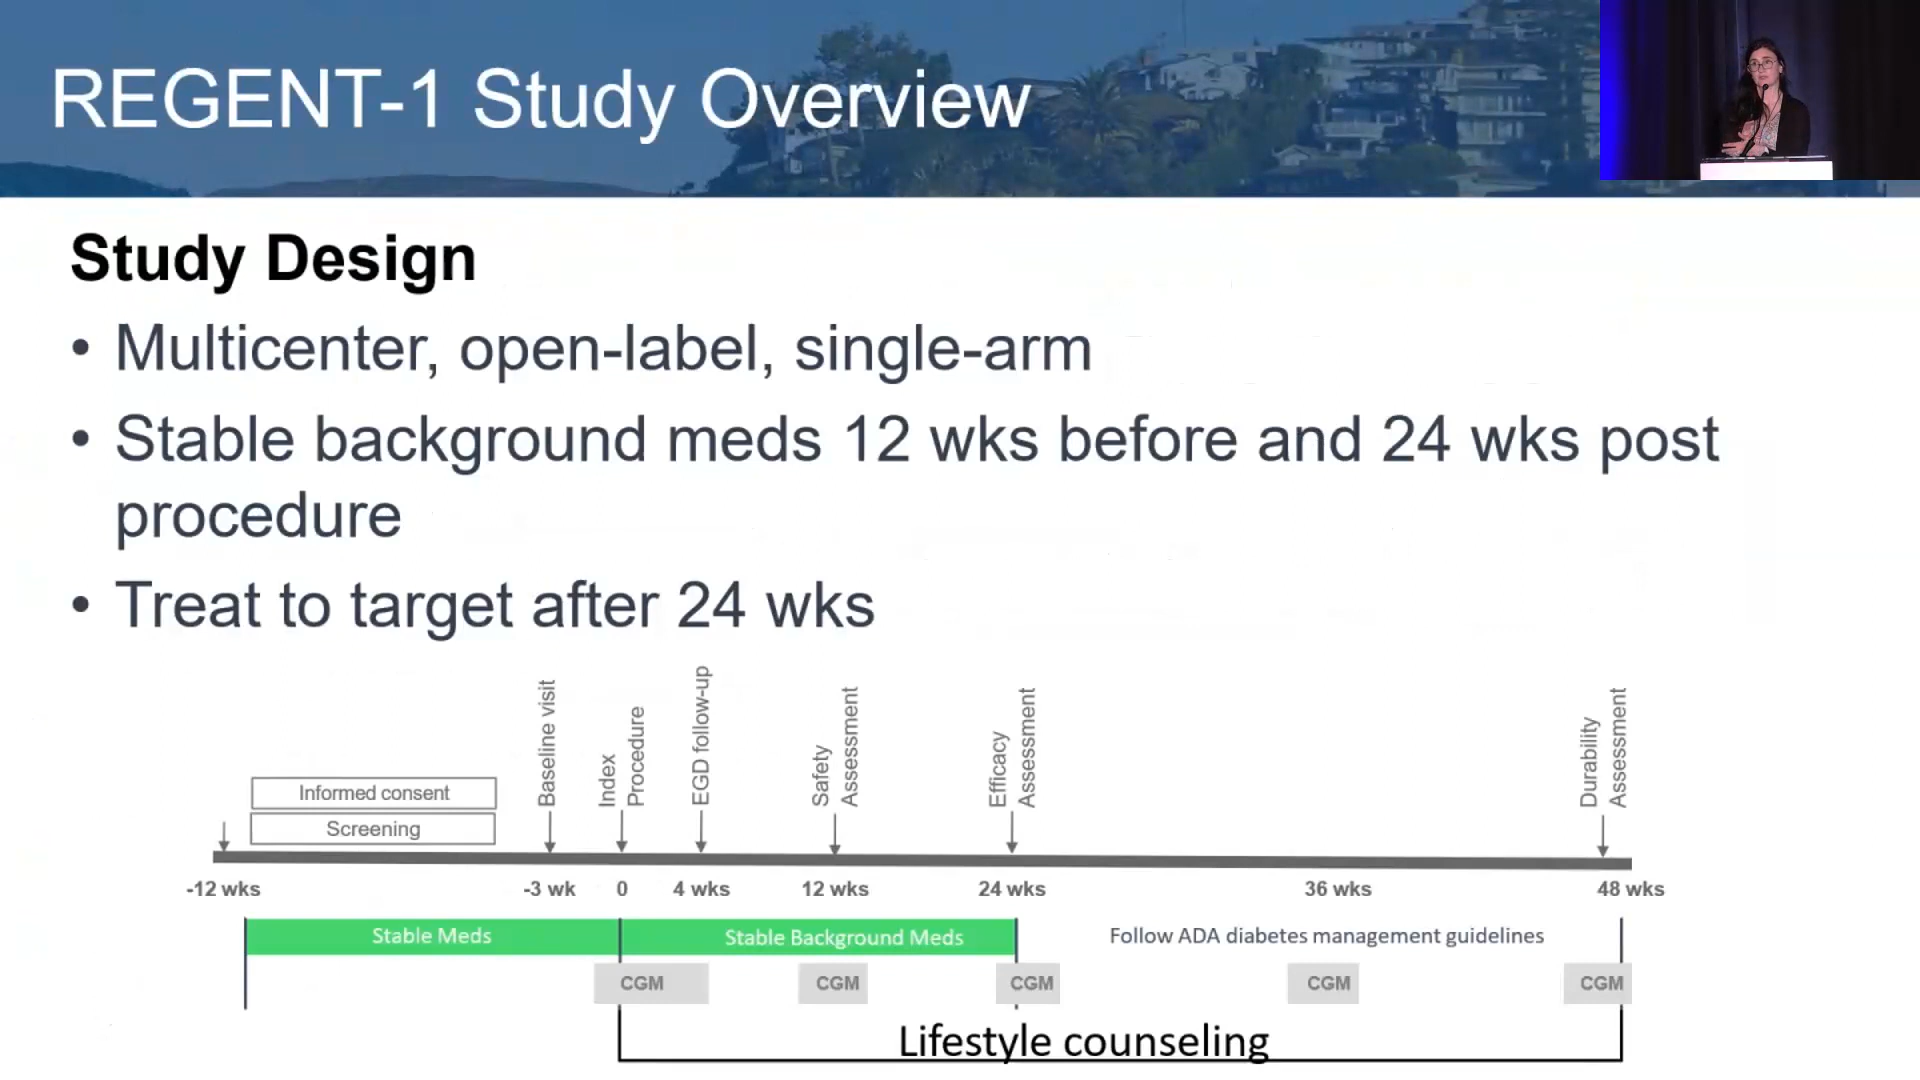 REGENT-1 Study Overview
Study Design
• Multicenter, open-label, single-arm
• Stable background meds 12 wks before and 24 wks post
procedure
• Treat to target after 24 wks
Informed consent
Screening
Baseline visit
Index
Procedure
EGD follow-up
Safety
Assessment
Efficacy
Assessment
Durability
Assessment
-12 wks -3 wk 0 4 wks 12 wks 24 wks 36 wks 48 wks
Stable Meds Stable Background Meds Follow ADA diabetes management guidelines
CGM CGM CGM CGM CGM
Lifestyle counseling